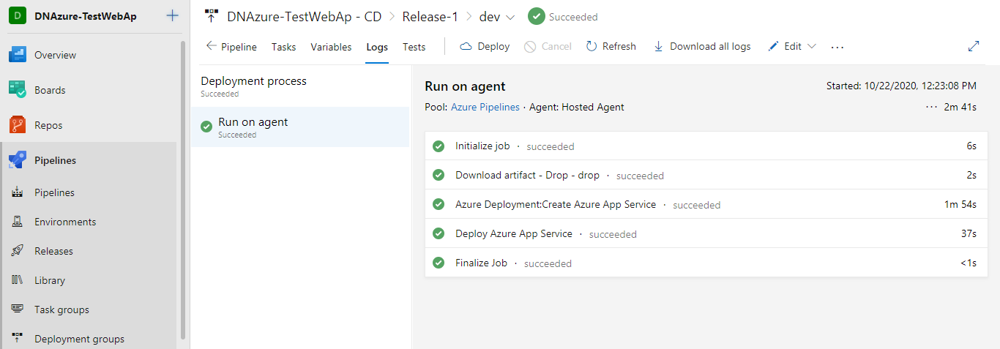 D DNAzure-TestWebAp +
Overview
Boards
Repos
Pipelines
Pipelines
Environments
Releases
Library
Task groups
Deployment groups
DNAzure-TestWebAp - CD > Release-1 > dev Succeeded
Pipeline Tasks Variables Logs Tests Deploy Cancel Refresh Download all logs Edit ...
Deployment process
Succeeded
Run on agent
Succeeded
Run on agent Started: 10/22/2020, 12:23:08 PM
Pool: Azure Pipelines · Agent: Hosted Agent ... 2m 41s
Initialize job · succeeded 6s
Download artifact - Drop - drop · succeeded 2s
Azure Deployment:Create Azure App Service · succeeded 1m 54s
Deploy Azure App Service · succeeded 37s
Finalize Job · succeeded <1s